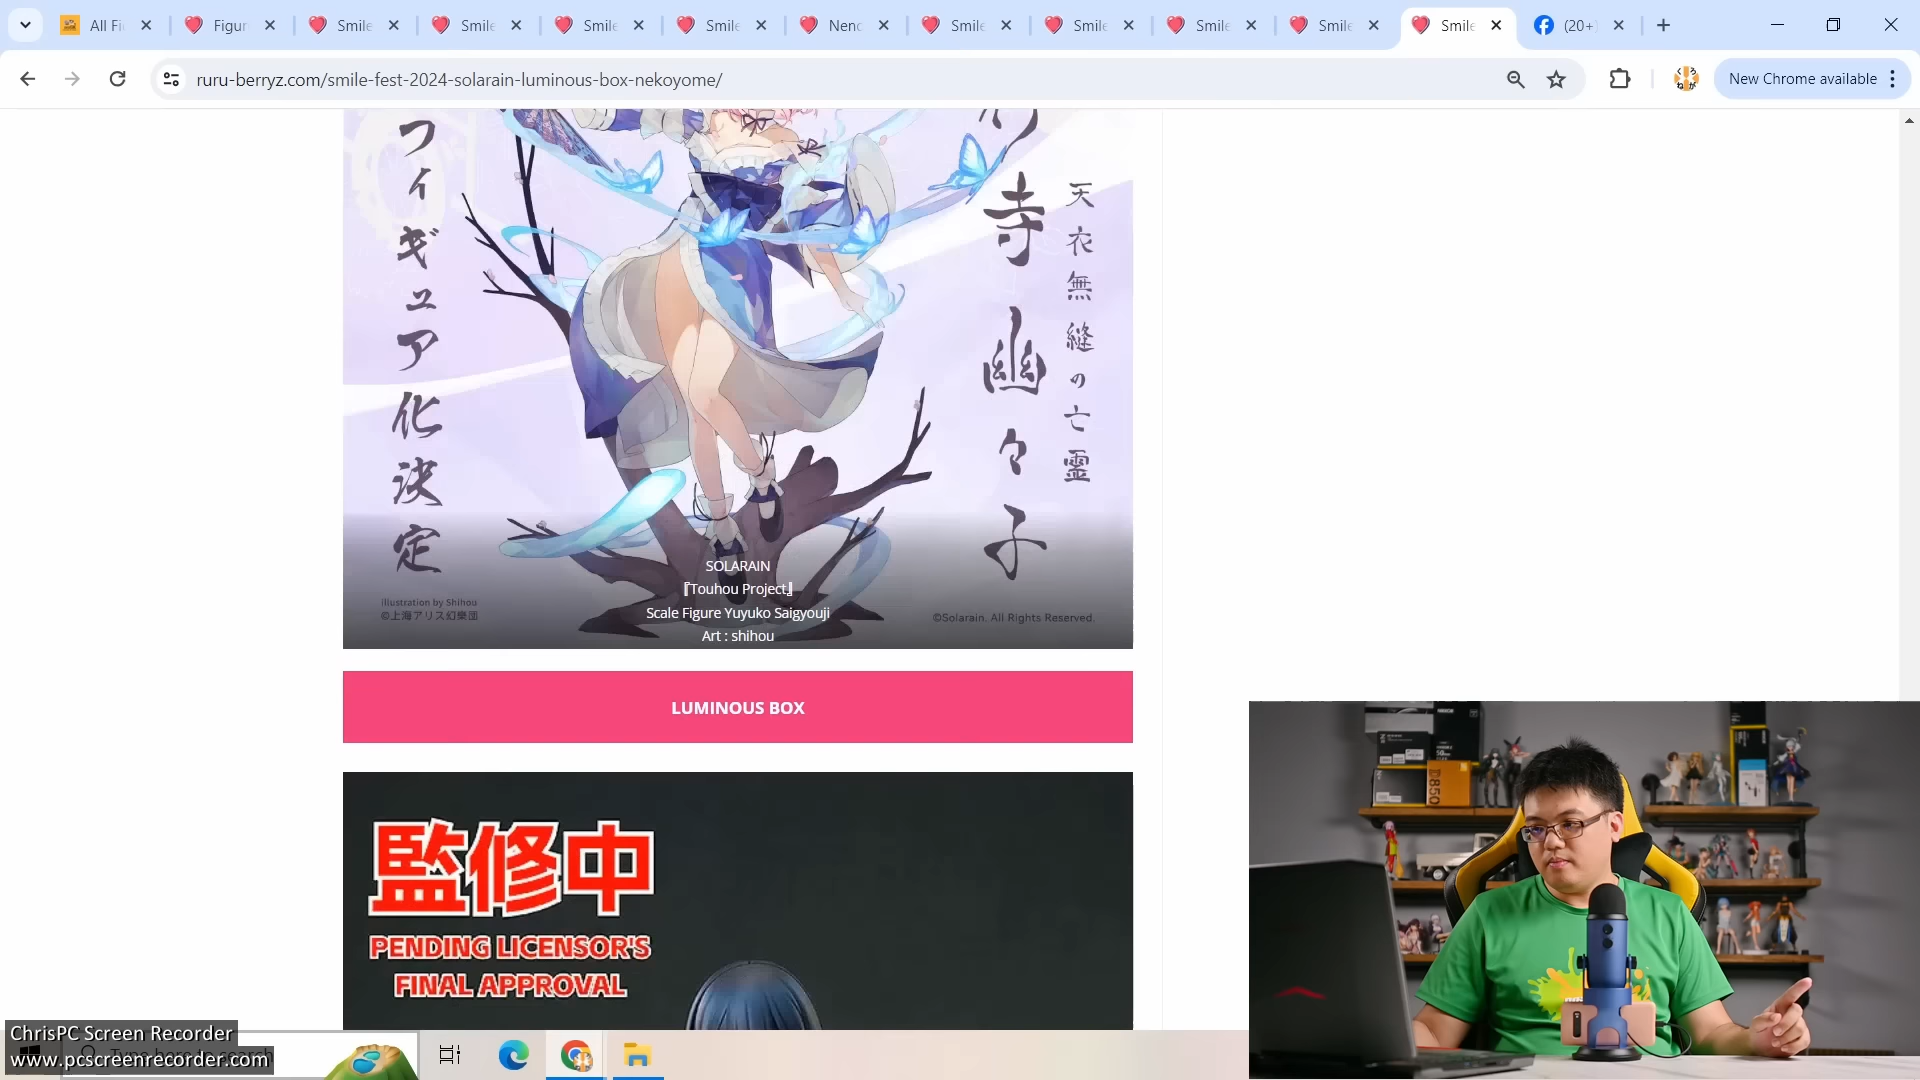 All Fi
Figur
Smile
Smile
Smile
Smile
Nend
Smile
Smile
Smile
Smile
Smile
(20+
ruru-berryz.com/smile-fest-2024-solarain-luminous-box-nekoyome/
New Chrome available
寺幽々子
天衣無縫の亡霊
フィギュア化決定
SOLARAIN
『Touhou Project』
Scale Figure Yuyuko Saigyouji
Art : shihou
illustration by Shihou
©上海アリス幻樂団
©Solarain. All Rights Reserved.
LUMINOUS BOX
監修中
PENDING LICENSOR'S
FINAL APPROVAL
D850
ChrisPC Screen Recorder
www.pcscreenrecorder.com